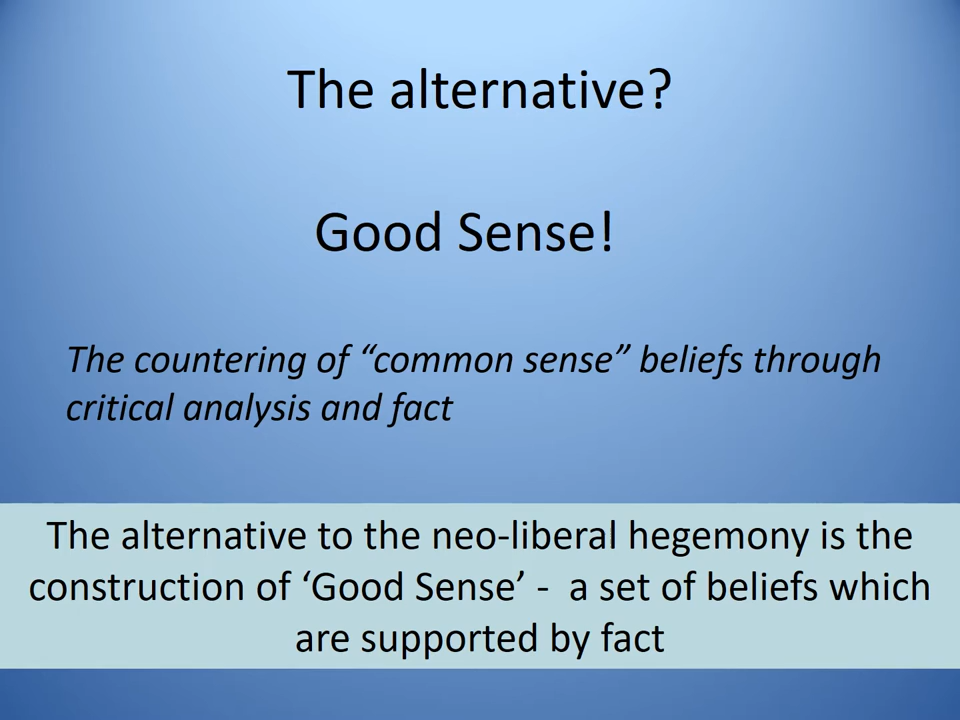 The alternative?
Good Sense!
The countering of “common sense” beliefs through
critical analysis and fact
The alternative to the neo-liberal hegemony is the
construction of ‘Good Sense’ -  a set of beliefs which
are supported by fact